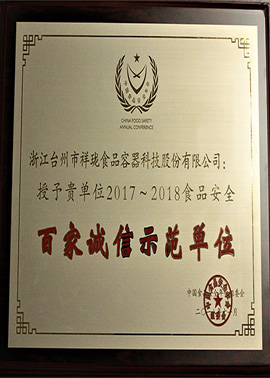 CHINA FOOD SAFETY
ANNUAL CONFERENCE
浙江台州市祥珑食品容器科技股份有限公司：
授予贵单位2017～2018食品安全
百家诚信示范单位